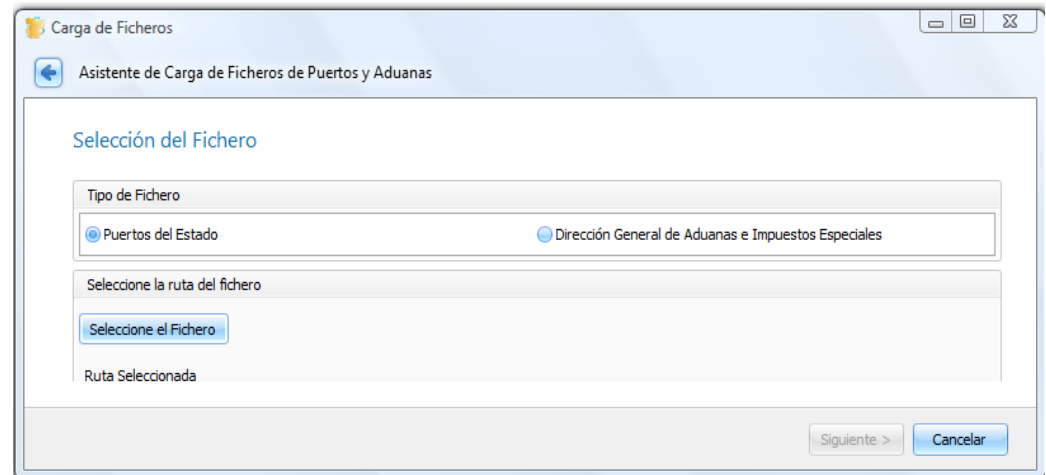 Carga de Ficheros
Asistente de Carga de Ficheros de Puertos y Aduanas
Selección del Fichero
Tipo de Fichero
Puertos del Estado Dirección General de Aduanas e Impuestos Especiales
Seleccione la ruta del fichero
Seleccione el Fichero
Ruta Seleccionada
Siguiente > Cancelar